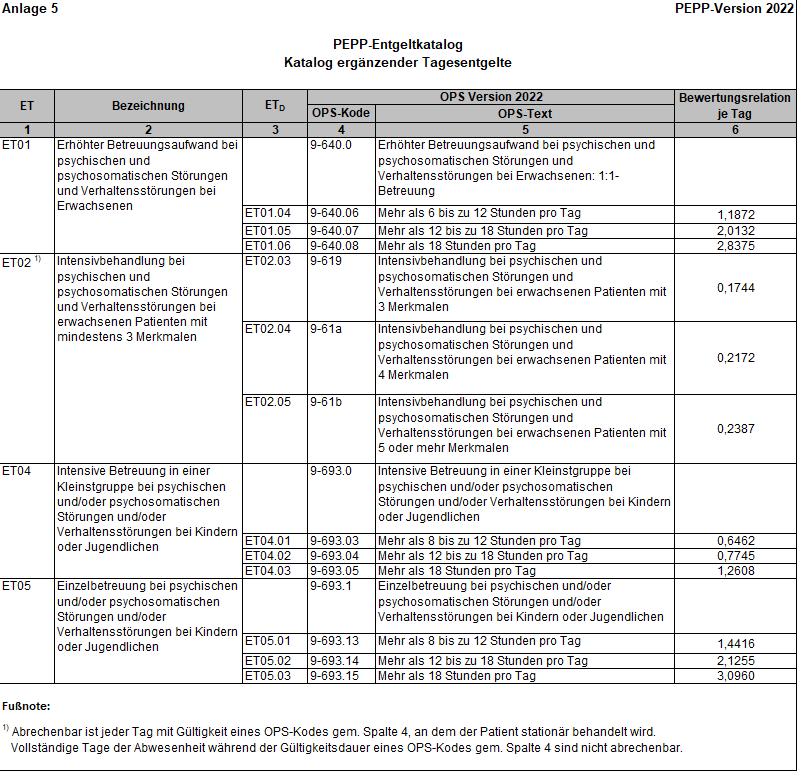 Anlage 5 PEPP-Version 2022
PEPP-Entgeltkatalog
Katalog ergänzender Tagesentgelte
ET Bezeichnung ET_D OPS Version 2022 Bewertungsrelation
OPS-Kode OPS-Text je Tag
1 2 3 4 5 6
ET01 Erhöhter Betreuungsaufwand bei 9-640.0 Erhöhter Betreuungsaufwand bei psychischen und
psychischen und psychosomatischen Störungen und
psychosomatischen Störungen Verhaltensstörungen bei Erwachsenen: 1:1-
und Verhaltensstörungen bei Betreuung
Erwachsenen
ET01.04 9-640.06 Mehr als 6 bis zu 12 Stunden pro Tag 1,1872
ET01.05 9-640.07 Mehr als 12 bis zu 18 Stunden pro Tag 2,0132
ET01.06 9-640.08 Mehr als 18 Stunden pro Tag 2,8375
ET02 1) Intensivbehandlung bei ET02.03 9-619 Intensivbehandlung bei psychischen und
psychischen und psychosomatischen Störungen und
psychosomatischen Störungen Verhaltensstörungen bei erwachsenen Patienten mit 0,1744
und Verhaltensstörungen bei 3 Merkmalen
erwachsenen Patienten mit ET02.04 9-61a Intensivbehandlung bei psychischen und
mindestens 3 Merkmalen psychosomatischen Störungen und
Verhaltensstörungen bei erwachsenen Patienten mit 0,2172
4 Merkmalen
ET02.05 9-61b Intensivbehandlung bei psychischen und
psychosomatischen Störungen und
Verhaltensstörungen bei erwachsenen Patienten mit 0,2387
5 oder mehr Merkmalen
ET04 Intensive Betreuung in einer 9-693.0 Intensive Betreuung in einer Kleinstgruppe bei
Kleinstgruppe bei psychischen psychischen und/oder psychosomatischen
und/oder psychosomatischen Störungen und/oder Verhaltensstörungen bei Kindern
Störungen und/oder oder Jugendlichen
Verhaltensstörungen bei Kindern
oder Jugendlichen ET04.01 9-693.03 Mehr als 8 bis zu 12 Stunden pro Tag 0,6462
ET04.02 9-693.04 Mehr als 12 bis zu 18 Stunden pro Tag 0,7745
ET04.03 9-693.05 Mehr als 18 Stunden pro Tag 1,2608
ET05 Einzelbetreuung bei psychischen 9-693.1 Einzelbetreuung bei psychischen und/oder
und/oder psychosomatischen psychosomatischen Störungen und/oder
Störungen und/oder Verhaltensstörungen bei Kindern oder Jugendlichen
Verhaltensstörungen bei Kindern ET05.01 9-693.13 Mehr als 8 bis zu 12 Stunden pro Tag 1,4416
oder Jugendlichen
ET05.02 9-693.14 Mehr als 12 bis zu 18 Stunden pro Tag 2,1255
ET05.03 9-693.15 Mehr als 18 Stunden pro Tag 3,0960
Fußnote:
1) Abrechenbar ist jeder Tag mit Gültigkeit eines OPS-Kodes gem. Spalte 4, an dem der Patient stationär behandelt wird.
Vollständige Tage der Abwesenheit während der Gültigkeitsdauer eines OPS-Kodes gem. Spalte 4 sind nicht abrechenbar.